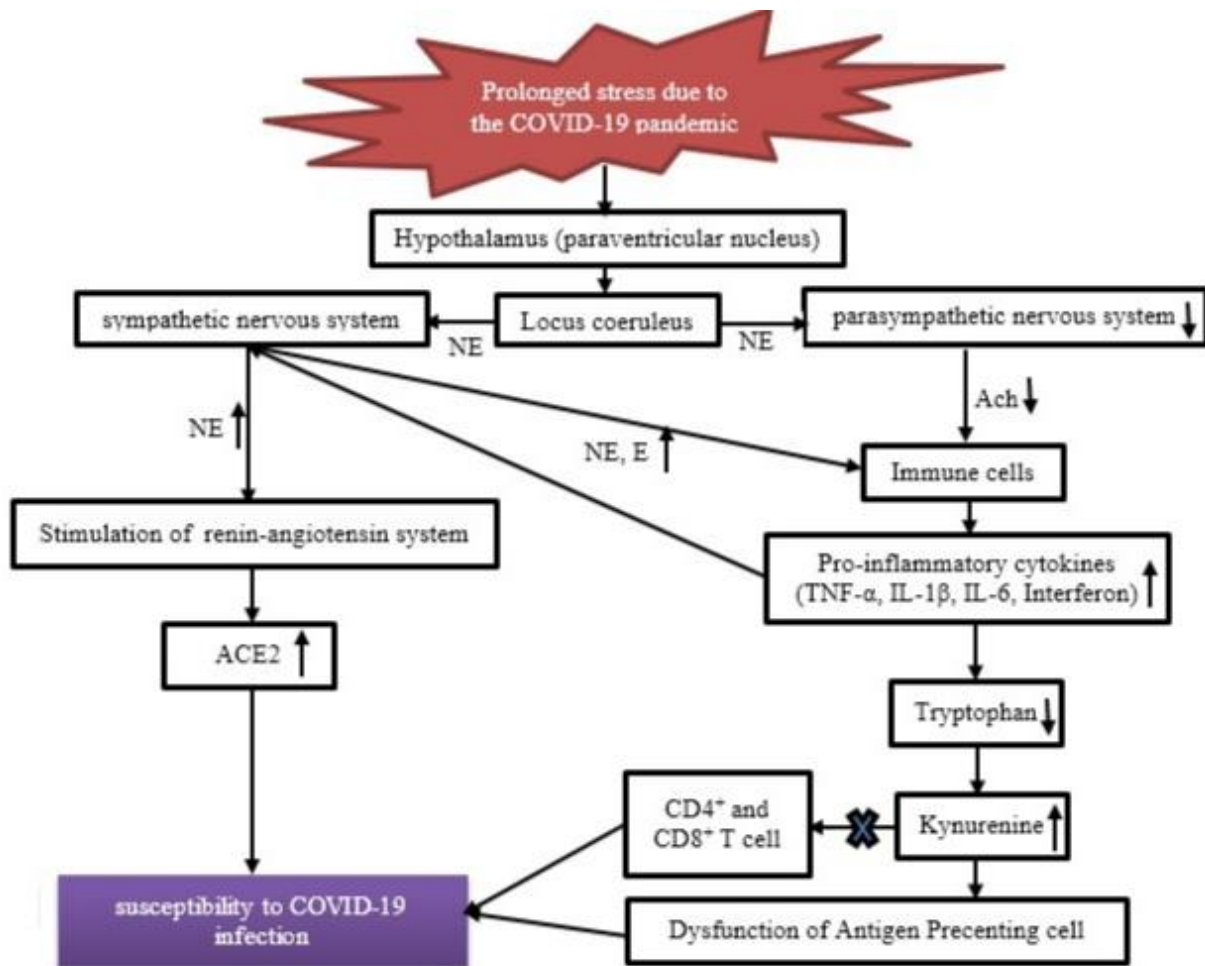 Prolonged stress due to
the COVID-19 pandemic
Hypothalamus (paraventricular nucleus)
sympathetic nervous system
Locus coeruleus
parasympathetic nervous system
NE
NE
Ach
NE
NE, E
Immune cells
Stimulation of renin-angiotensin system
Pro-inflammatory cytokines
(TNF-α, IL-1β, IL-6, Interferon)
ACE2
Tryptophan
CD4⁺ and
CD8⁺ T cell
Kynurenine
susceptibility to COVID-19
infection
Dysfunction of Antigen Precenting cell